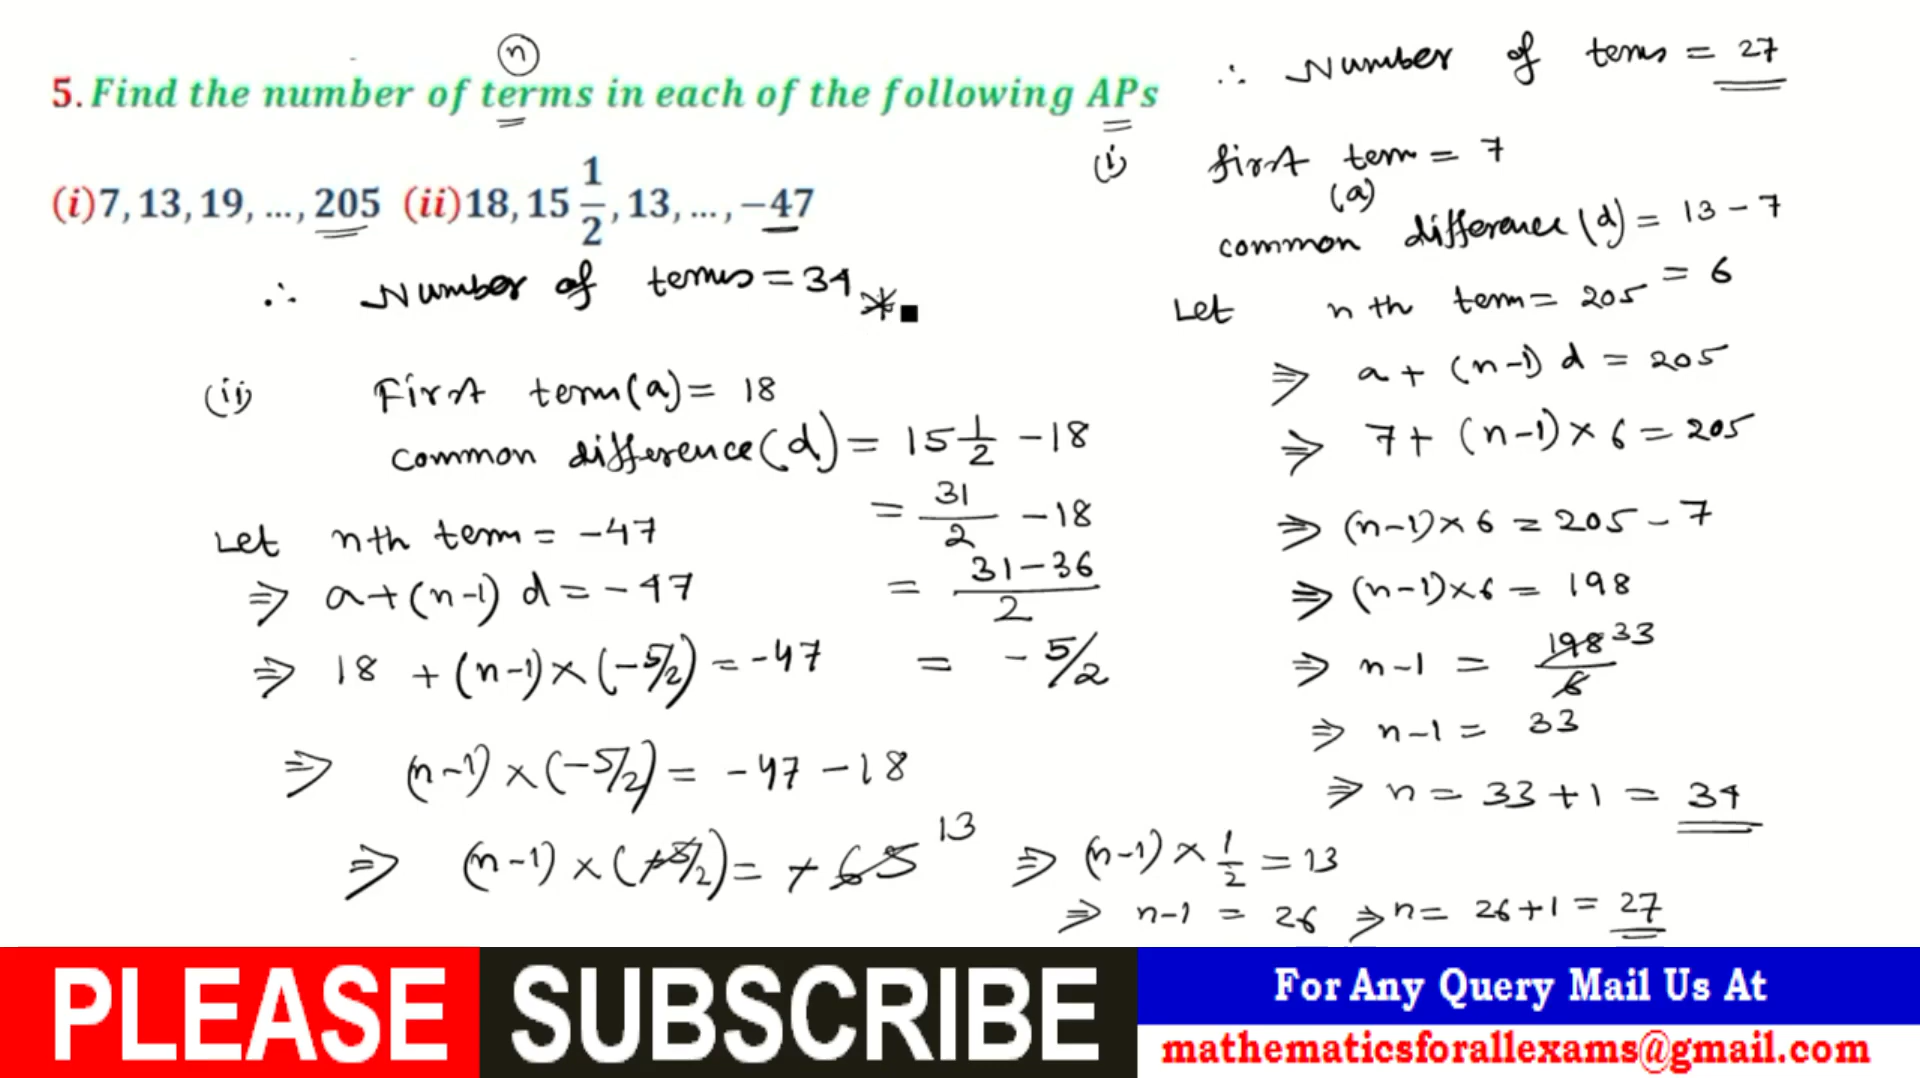 n
5. Find the number of terms in each of the following APs
(i) 7, 13, 19, ..., 205 (ii) 18, 15 1/2, 13, ..., -47
∴ Number of terms = 34 *
(ii) First term (a) = 18
common difference (d) = 15 1/2 - 18
= 31/2 - 18
= (31 - 36)/2
= - 5/2
Let nth term = -47
⇒ a + (n-1) d = -47
⇒ 18 + (n-1) × (-5/2) = -47
⇒ (n-1) × (-5/2) = -47 - 18
⇒ (n-1) × (+5/2) = +65 13
⇒ (n-1) × 1/2 = 13
⇒ n-1 = 26 ⇒ n = 26+1 = 27
∴ Number of terms = 27
(i) First term = 7
(a)
common difference (d) = 13 - 7
= 6
Let nth term = 205
⇒ a + (n-1) d = 205
⇒ 7 + (n-1) × 6 = 205
⇒ (n-1) × 6 = 205 - 7
⇒ (n-1) × 6 = 198
⇒ n-1 = 198/6 33
⇒ n-1 = 33
⇒ n = 33 + 1 = 34
PLEASE SUBSCRIBE
For Any Query Mail Us At
mathematicsforallexams@gmail.com